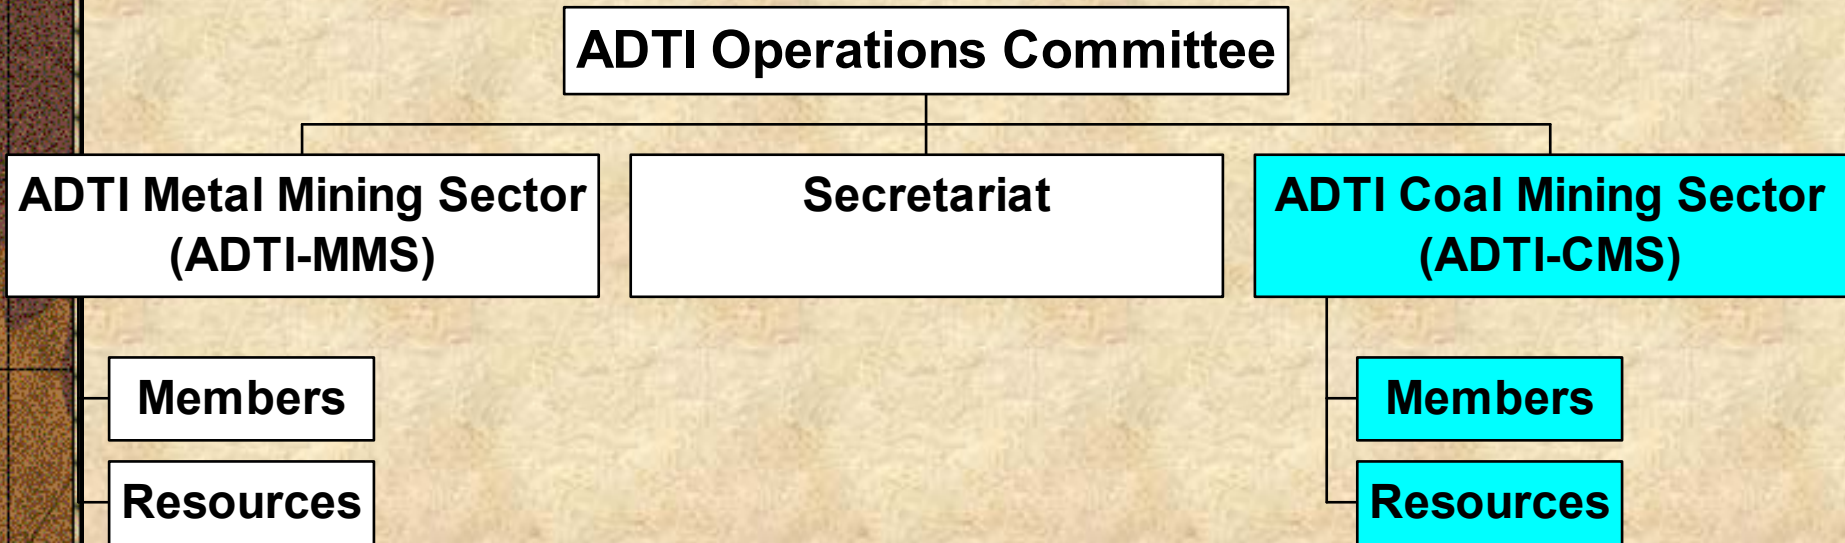 ADTI Operations Committee
ADTI Metal Mining Sector
(ADTI-MMS)
Secretariat
ADTI Coal Mining Sector
(ADTI-CMS)
Members
Resources
Members
Resources